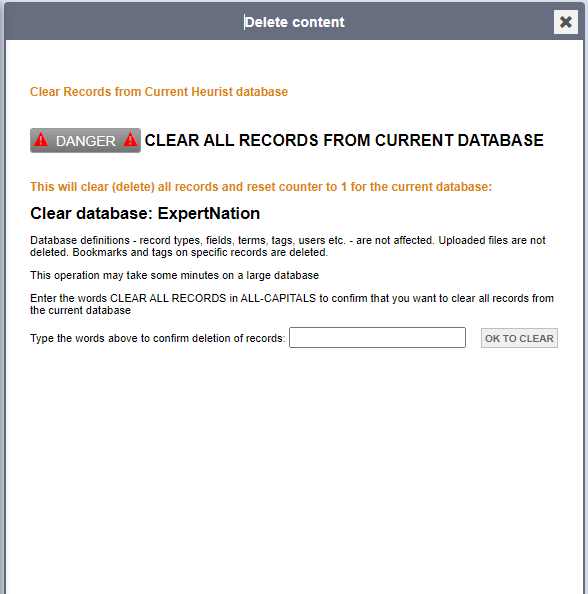 Delete content
Clear Records from Current Heurist database
DANGER CLEAR ALL RECORDS FROM CURRENT DATABASE
This will clear (delete) all records and reset counter to 1 for the current database:
Clear database: ExpertNation
Database definitions - record types, fields, terms, tags, users etc. - are not affected. Uploaded files are not
deleted. Bookmarks and tags on specific records are deleted.
This operation may take some minutes on a large database
Enter the words CLEAR ALL RECORDS in ALL-CAPITALS to confirm that you want to clear all records from
the current database
Type the words above to confirm deletion of records: OK TO CLEAR